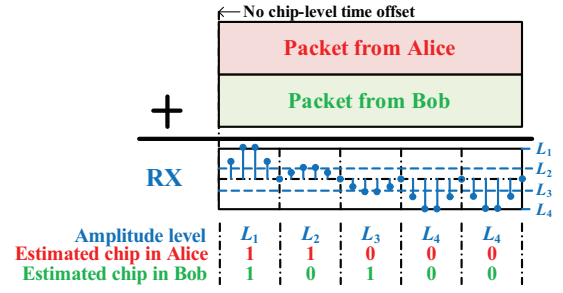 No chip-level time offset
Packet from Alice
Packet from Bob
+
RX
L1
L2
L3
L4
Amplitude level L1 L2 L3 L4 L4
Estimated chip in Alice 1 1 0 0 0
Estimated chip in Bob 1 0 1 0 0